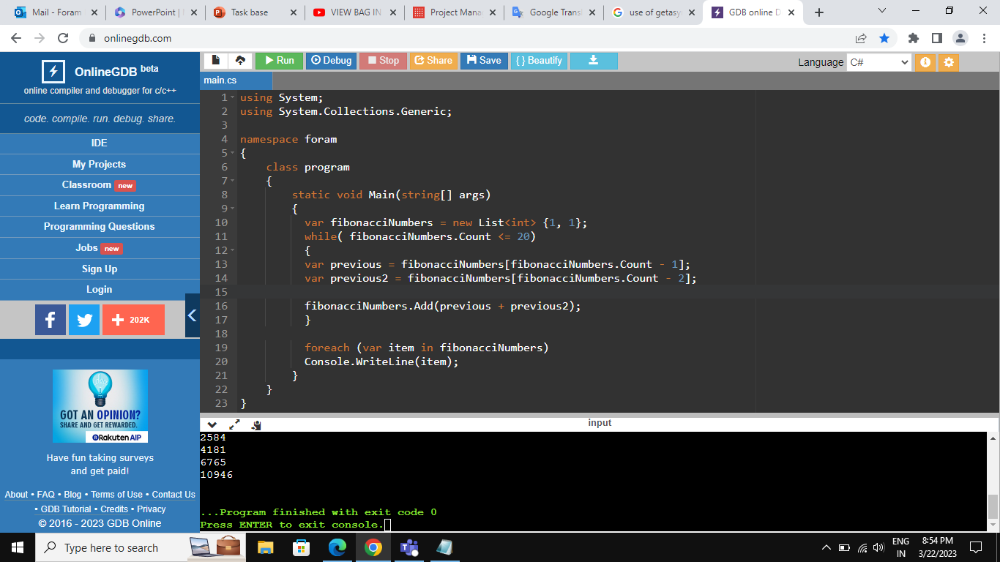 Mail - Foram
PowerPoint |
Task base
VIEW BAG IN
Project Mana
Google Trans
use of getasy
GDB online D
onlinegdb.com
OnlineGDB beta
online compiler and debugger for c/c++
code. compile. run. debug. share.
IDE
My Projects
Classroom new
Learn Programming
Programming Questions
Jobs new
Sign Up
Login
202K
GOT AN OPINION?
SHARE AND GET REWARDED.
Rakuten AIP
Have fun taking surveys
and get paid!
About • FAQ • Blog • Terms of Use • Contact Us
• GDB Tutorial • Credits • Privacy
© 2016 - 2023 GDB Online
Run
Debug
Stop
Share
Save
{ } Beautify
Language C#
main.cs
1 using System;
2 using System.Collections.Generic;
3
4 namespace foram
5 {
6 class program
7 {
8 static void Main(string[] args)
9 {
10 var fibonacciNumbers = new List<int> {1, 1};
11 while( fibonacciNumbers.Count <= 20)
12 {
13 var previous = fibonacciNumbers[fibonacciNumbers.Count - 1];
14 var previous2 = fibonacciNumbers[fibonacciNumbers.Count - 2];
15
16 fibonacciNumbers.Add(previous + previous2);
17 }
18
19 foreach (var item in fibonacciNumbers)
20 Console.WriteLine(item);
21 }
22 }
23 }
input
2584
4181
6765
10946
...Program finished with exit code 0
Press ENTER to exit console.
Type here to search
ENG
IN
8:54 PM
3/22/2023